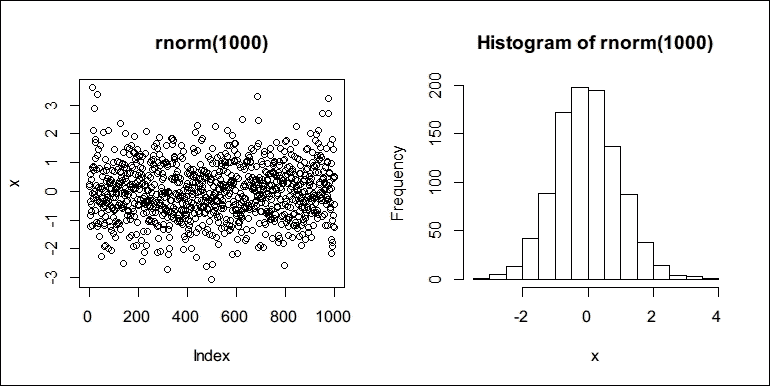 rnorm(1000)
3
2
1
0
-1
-2
-3
x
0 200 400 600 800 1000
Index
Histogram of rnorm(1000)
200
150
100
50
0
Frequency
-2 0 2 4
x